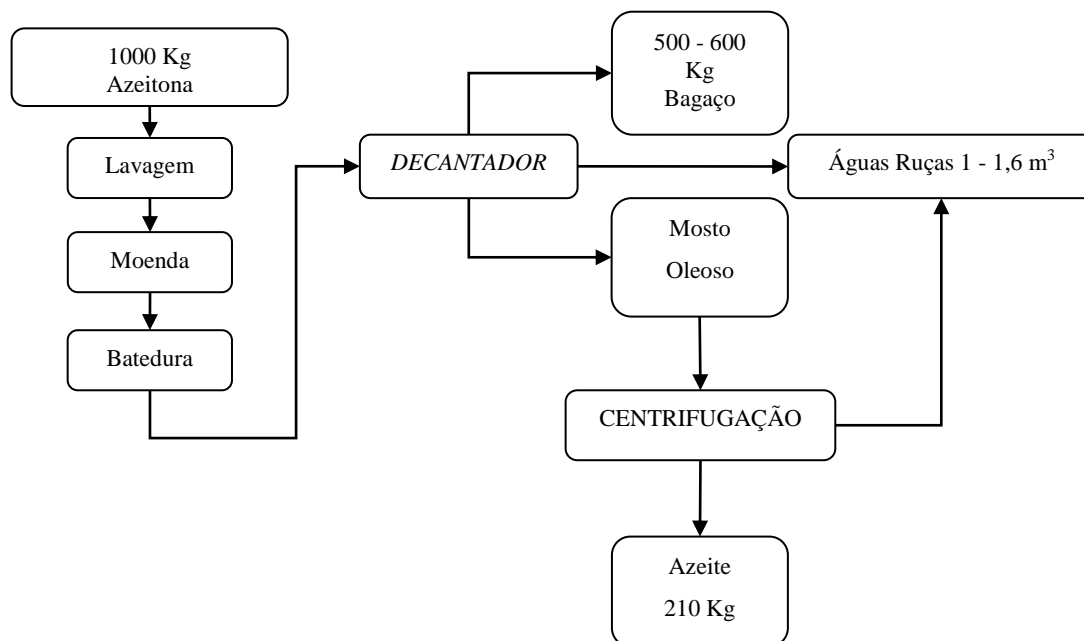 1000 Kg
Azeitona
Lavagem
Moenda
Batedura
DECANTADOR
500 - 600
Kg
Bagaço
Águas Ruças 1 - 1,6 m³
Mosto
Oleoso
CENTRIFUGAÇÃO
Azeite
210 Kg